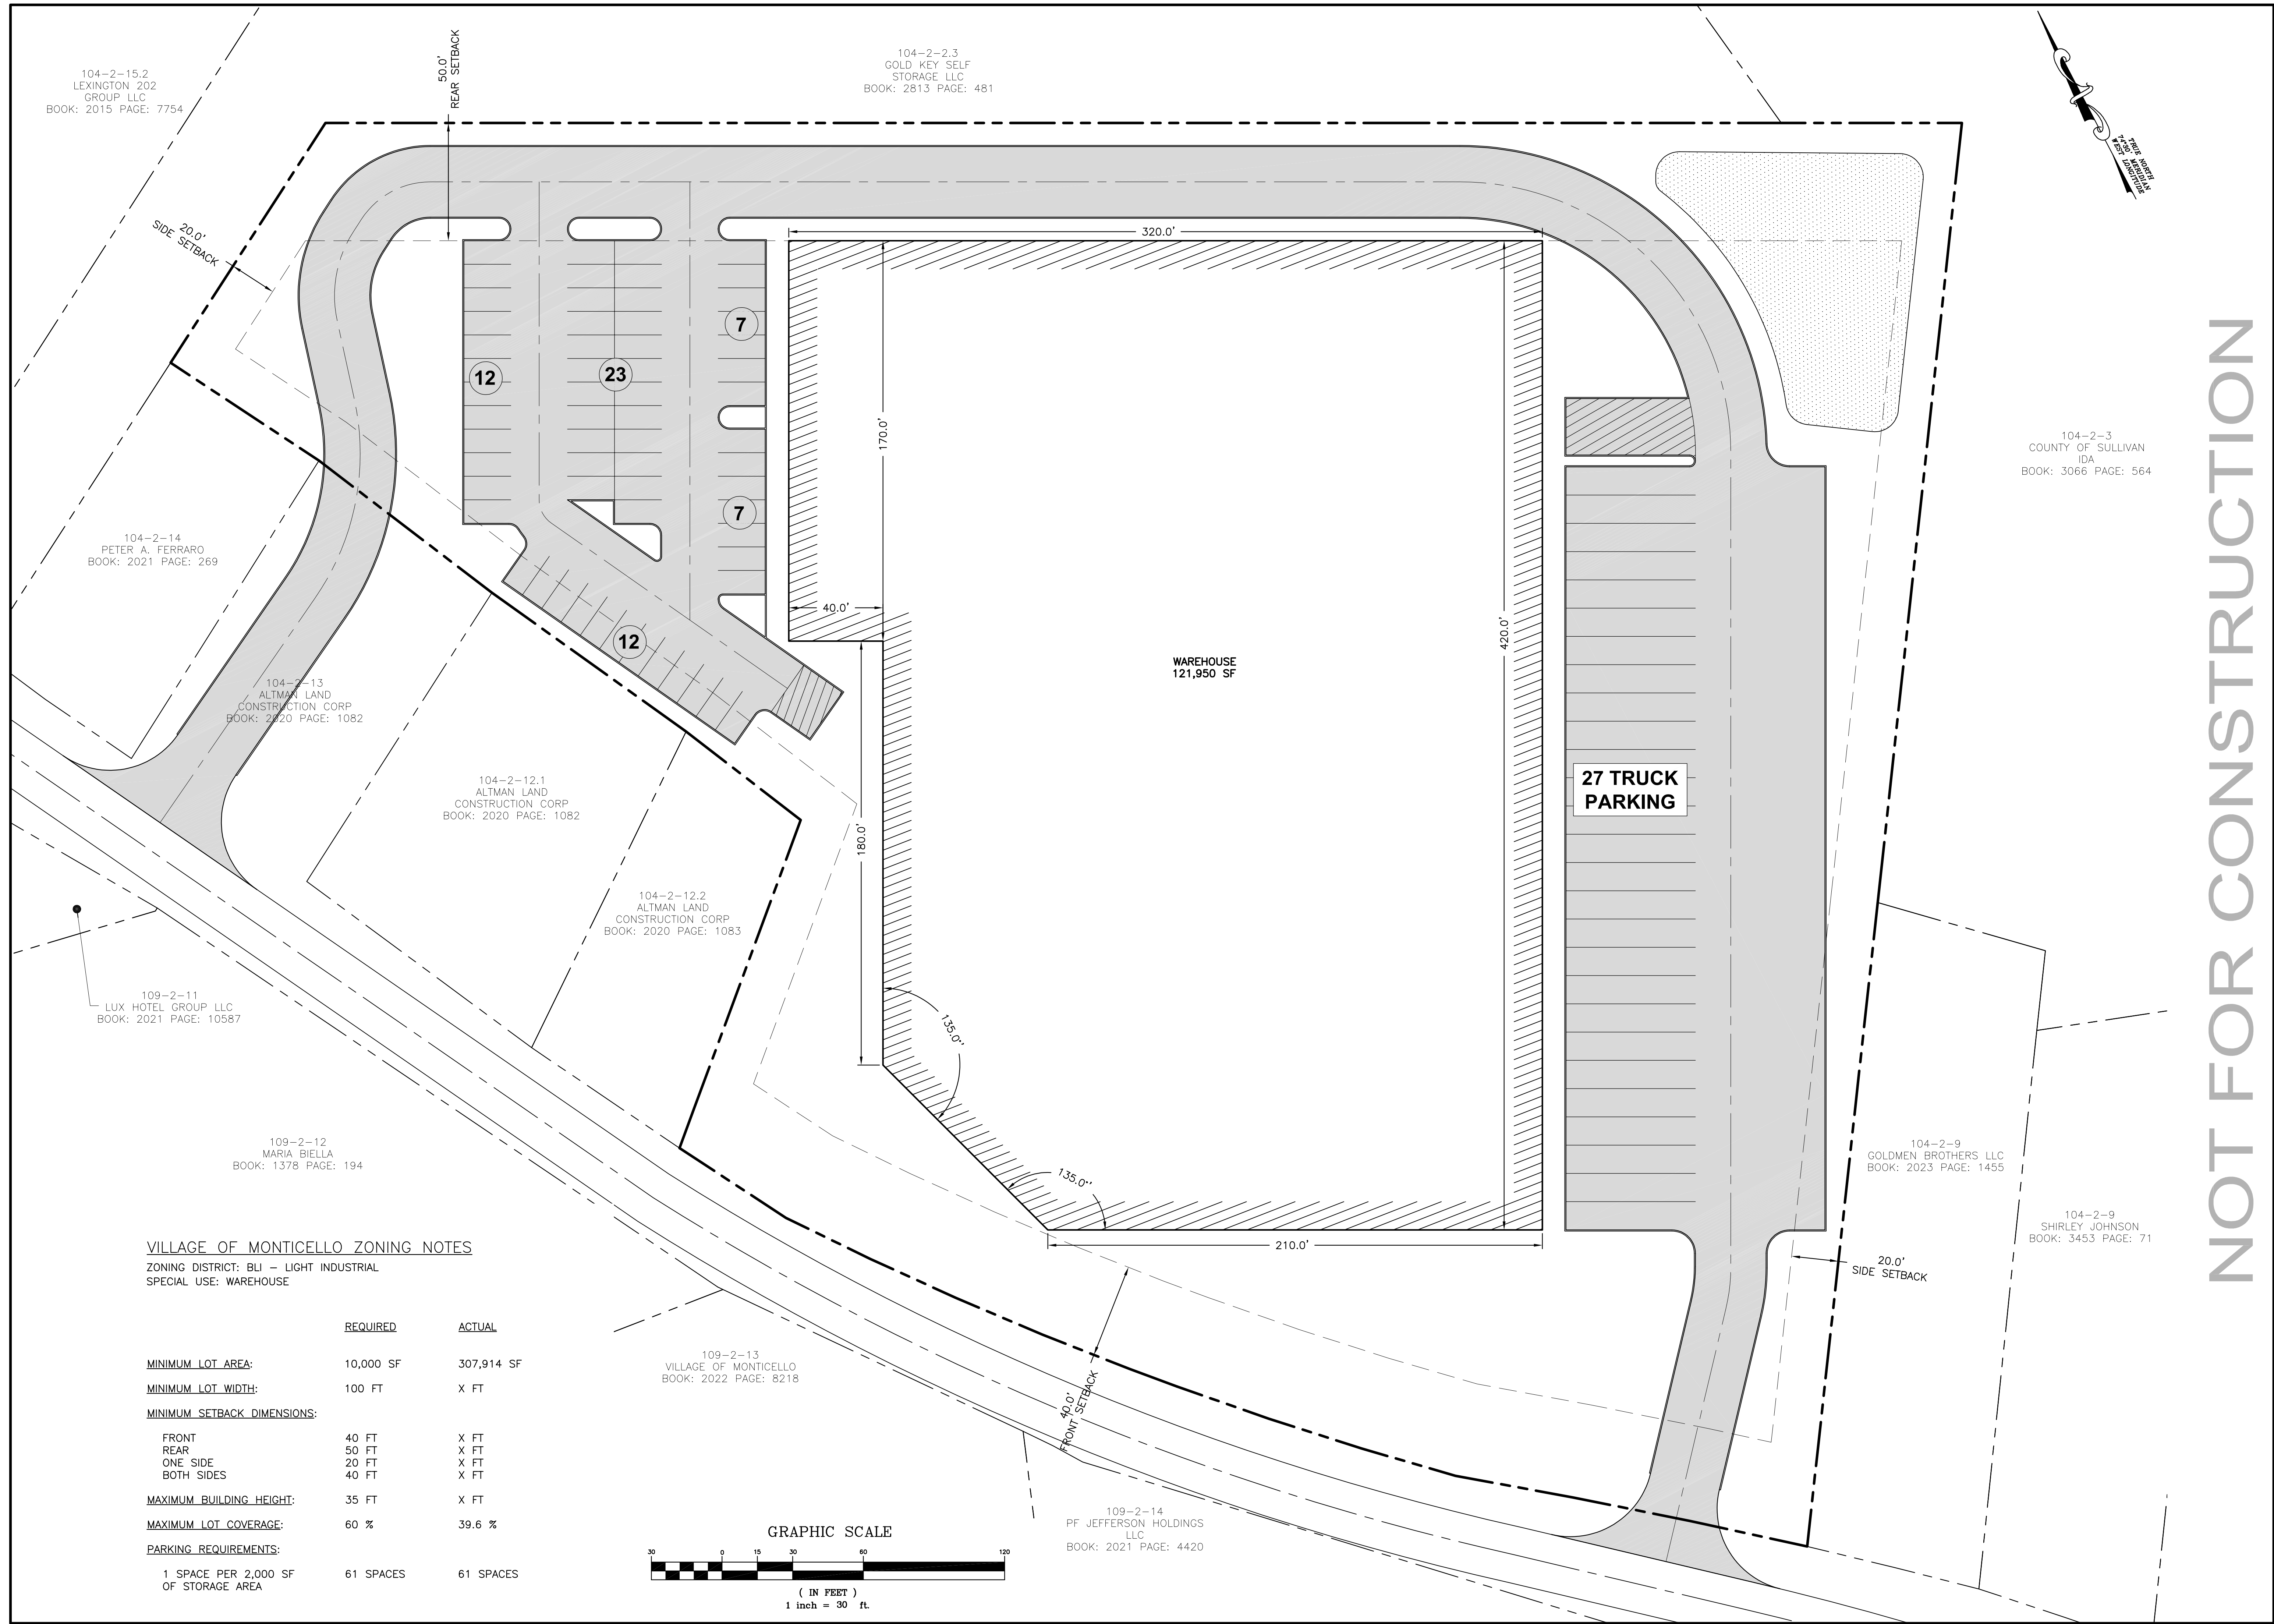 104-2-15.2
LEXINGTON 202
GROUP LLC
BOOK: 2015 PAGE: 7754
50.0'
REAR SETBACK
104-2-2.3
GOLD KEY SELF
STORAGE LLC
BOOK: 2813 PAGE: 481
TRUE NORTH
74°30' MERIDIAN
WEST LONGITUDE
20.0'
SIDE SETBACK
320.0'
7
12
23
170.0'
7
104-2-3
COUNTY OF SULLIVAN
IDA
BOOK: 3066 PAGE: 564
NOT FOR CONSTRUCTION
104-2-14
PETER A. FERRARO
BOOK: 2021 PAGE: 269
40.0'
12
420.0'
WAREHOUSE
121,950 SF
104-2-13
ALTMAN LAND
CONSTRUCTION CORP
BOOK: 2020 PAGE: 1082
27 TRUCK
PARKING
104-2-12.1
ALTMAN LAND
CONSTRUCTION CORP
BOOK: 2020 PAGE: 1082
180.0'
104-2-12.2
ALTMAN LAND
CONSTRUCTION CORP
BOOK: 2020 PAGE: 1083
109-2-11
LUX HOTEL GROUP LLC
BOOK: 2021 PAGE: 10587
135.0°'
135.0°'
109-2-12
MARIA BIELLA
BOOK: 1378 PAGE: 194
104-2-9
GOLDMEN BROTHERS LLC
BOOK: 2023 PAGE: 1455
104-2-9
SHIRLEY JOHNSON
BOOK: 3453 PAGE: 71
210.0'
20.0'
SIDE SETBACK
40.0'
FRONT SETBACK
109-2-13
VILLAGE OF MONTICELLO
BOOK: 2022 PAGE: 8218
109-2-14
PF JEFFERSON HOLDINGS
LLC
BOOK: 2021 PAGE: 4420
VILLAGE OF MONTICELLO ZONING NOTES
ZONING DISTRICT: BLI – LIGHT INDUSTRIAL
SPECIAL USE: WAREHOUSE
REQUIRED ACTUAL
MINIMUM LOT AREA: 10,000 SF 307,914 SF
MINIMUM LOT WIDTH: 100 FT X FT
MINIMUM SETBACK DIMENSIONS:
FRONT 40 FT X FT
REAR 50 FT X FT
ONE SIDE 20 FT X FT
BOTH SIDES 40 FT X FT
MAXIMUM BUILDING HEIGHT: 35 FT X FT
MAXIMUM LOT COVERAGE: 60 % 39.6 %
PARKING REQUIREMENTS:
1 SPACE PER 2,000 SF 61 SPACES 61 SPACES
OF STORAGE AREA
GRAPHIC SCALE
30 0 15 30 60 120
( IN FEET )
1 inch = 30 ft.